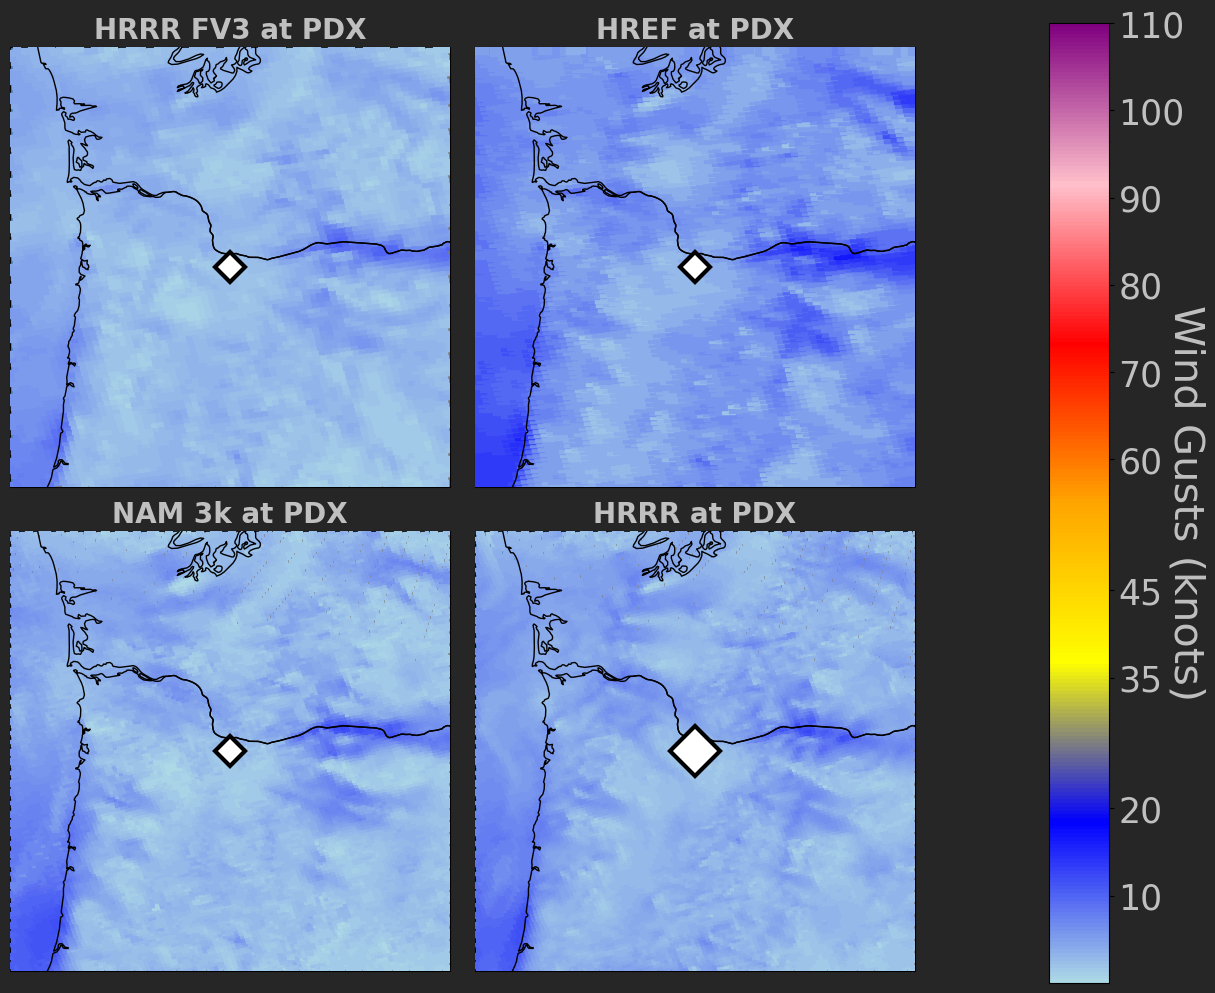 HRRR FV3 at PDX
HREF at PDX
NAM 3k at PDX
HRRR at PDX
110
100
90
80
70
60
45
35
20
10
Wind Gusts (knots)